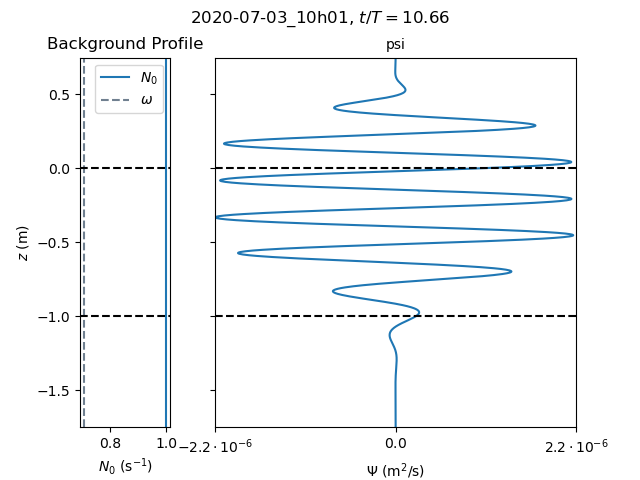 2020-07-03_10h01, t/T = 10.66
Background Profile
psi
N₀
ω
0.5
0.0
−0.5
−1.0
−1.5
z (m)
0.8
1.0
−2.2 · 10⁻⁶
0.0
2.2 · 10⁻⁶
N₀ (s⁻¹)
Ψ (m²/s)